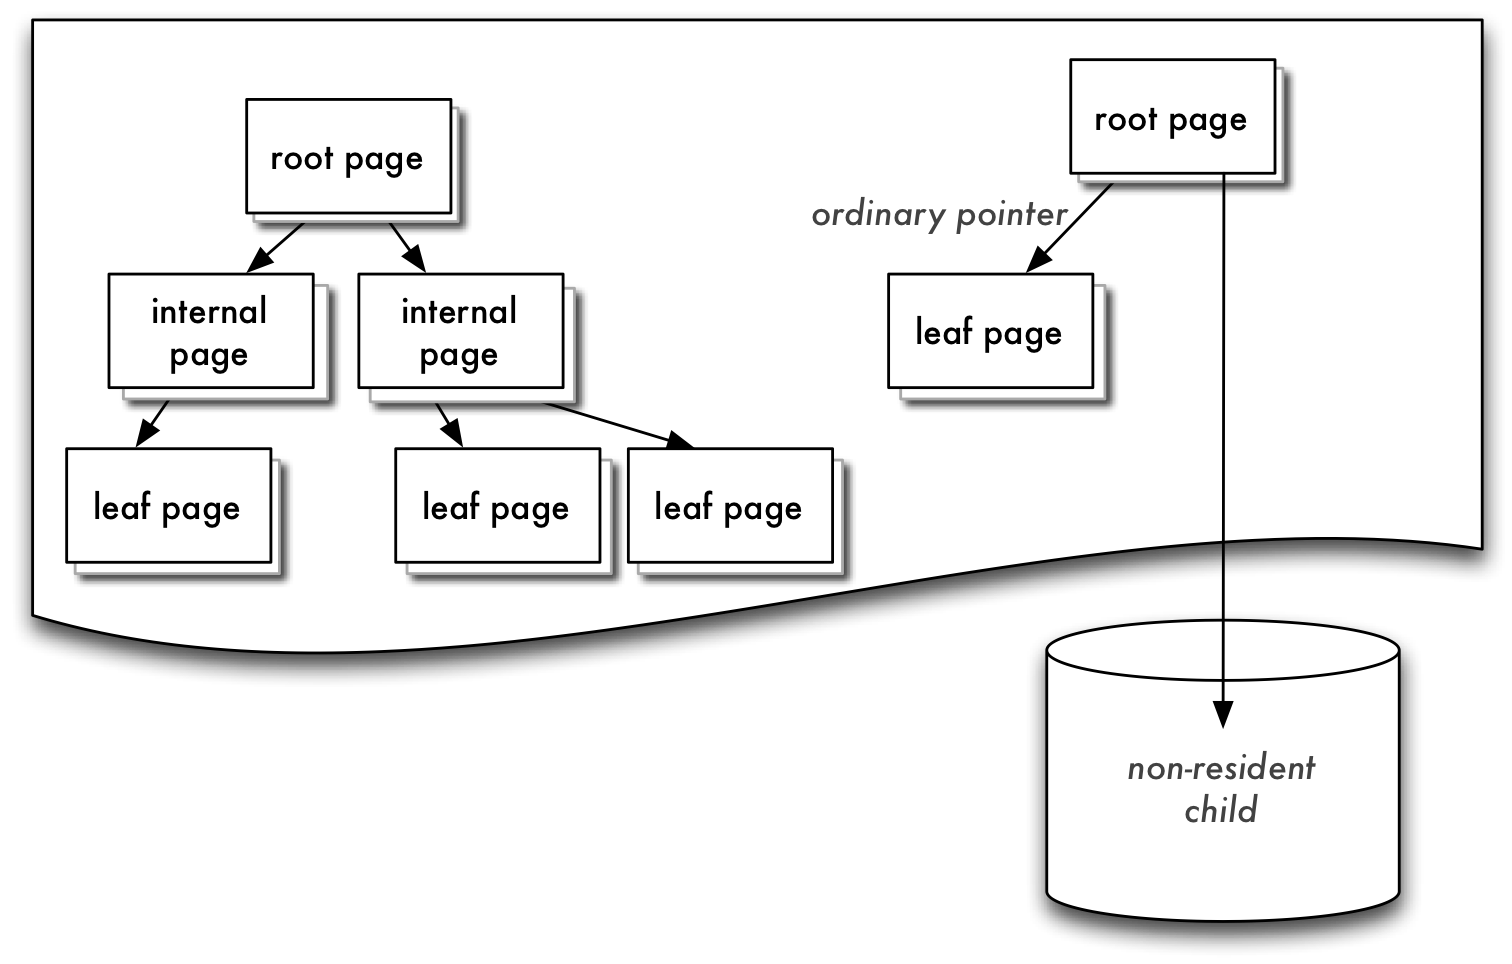 root page
root page
ordinary pointer
internal
page
internal
page
leaf page
leaf page
leaf page
leaf page
non-resident
child